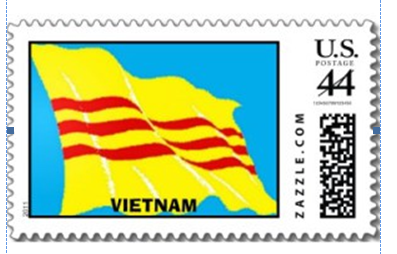 U.S.
POSTAGE
44
VIETNAM
ZAZZLE.COM
2011